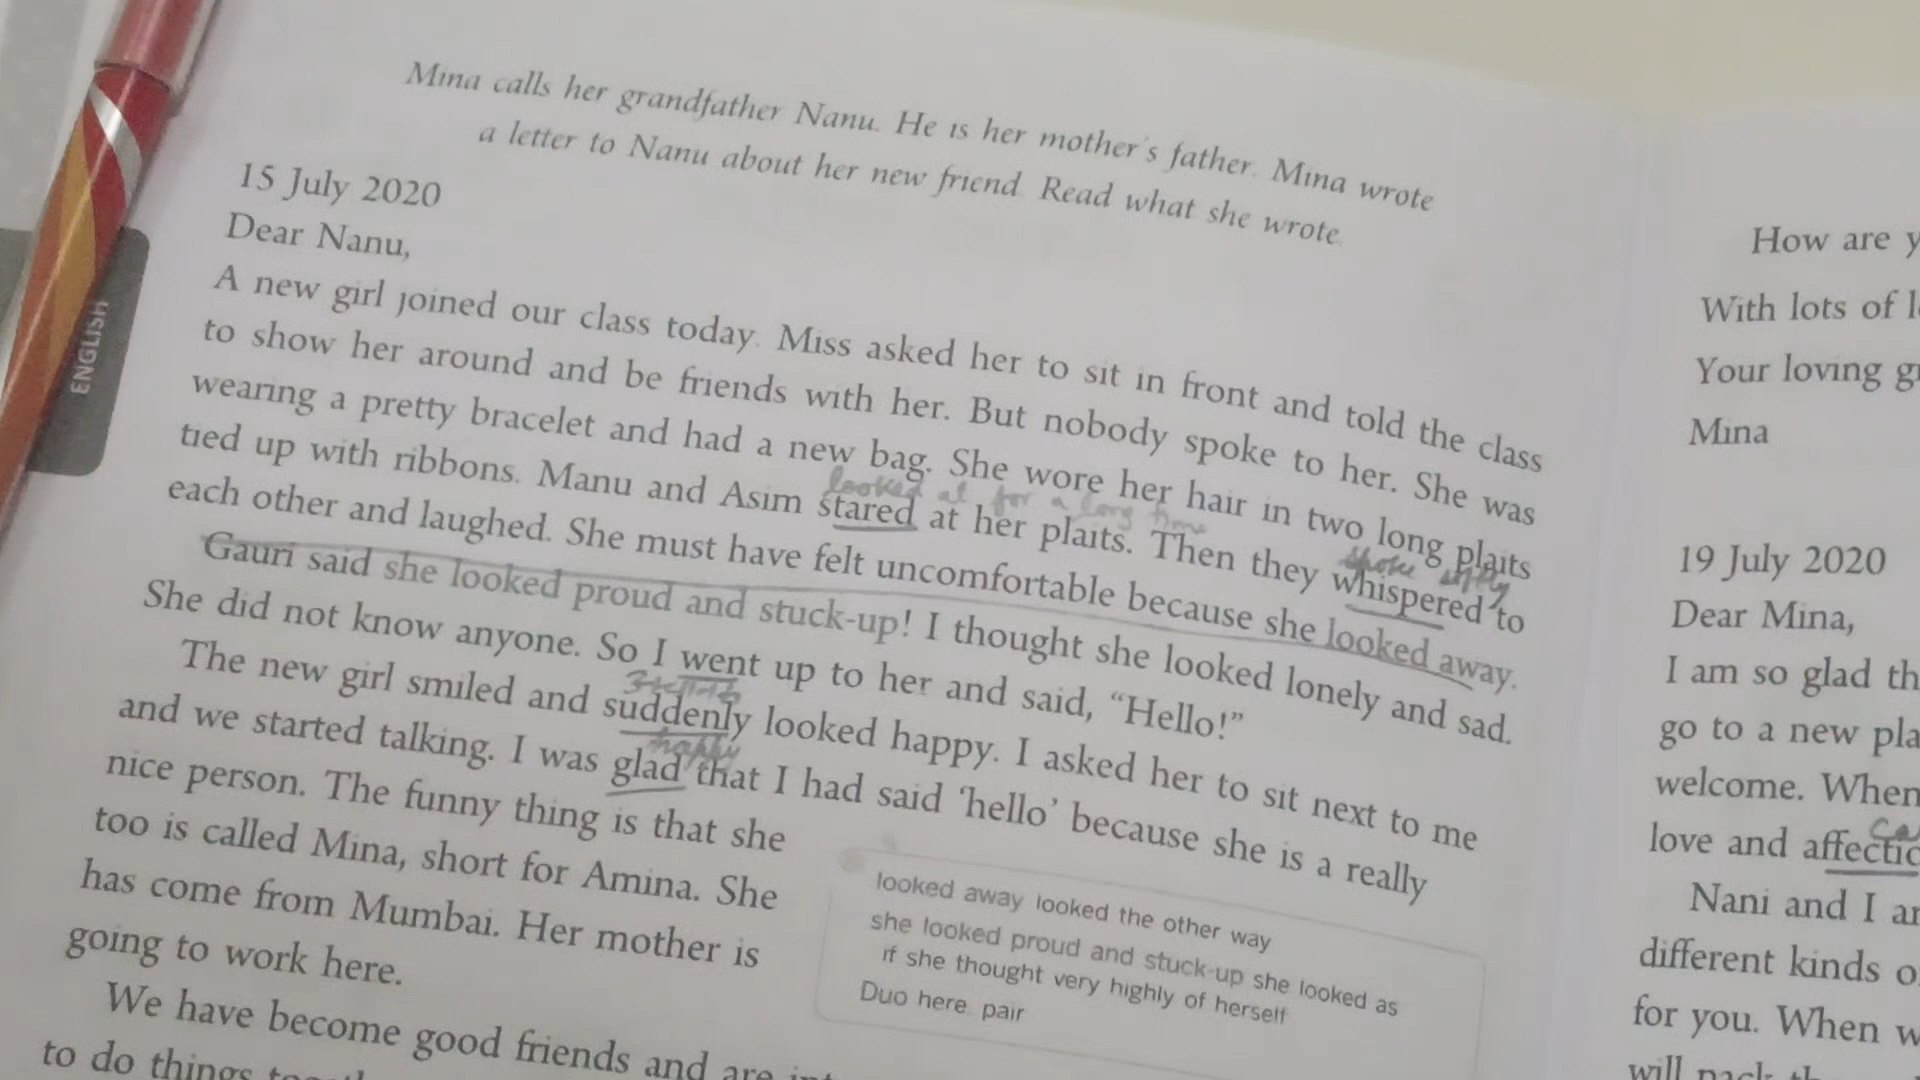 Mina calls her grandfather Nanu. He is her mother's father. Mina wrote
a letter to Nanu about her new friend. Read what she wrote.
15 July 2020
Dear Nanu,
A new girl joined our class today. Miss asked her to sit in front and told the class
to show her around and be friends with her. But nobody spoke to her. She was
wearing a pretty bracelet and had a new bag. She wore her hair in two long plaits
looked at for a long time
tied up with ribbons. Manu and Asim stared at her plaits. Then they whispered to
spoke softly
each other and laughed. She must have felt uncomfortable because she looked away.
Gauri said she looked proud and stuck-up! I thought she looked lonely and sad.
She did not know anyone. So I went up to her and said, “Hello!”
The new girl smiled and suddenly looked happy. I asked her to sit next to me
happy
and we started talking. I was glad that I had said ‘hello’ because she is a really
nice person. The funny thing is that she
too is called Mina, short for Amina. She
has come from Mumbai. Her mother is
going to work here.
We have become good friends and are
to do things
looked away looked the other way
she looked proud and stuck-up she looked as
if she thought very highly of herself
Duo here. pair
ENGLISH
How are
With lots of
Your loving
Mina
19 July 2020
Dear Mina,
I am so glad
go to a new
welcome. When
love and
Nani and I
different kinds
for you. When
will